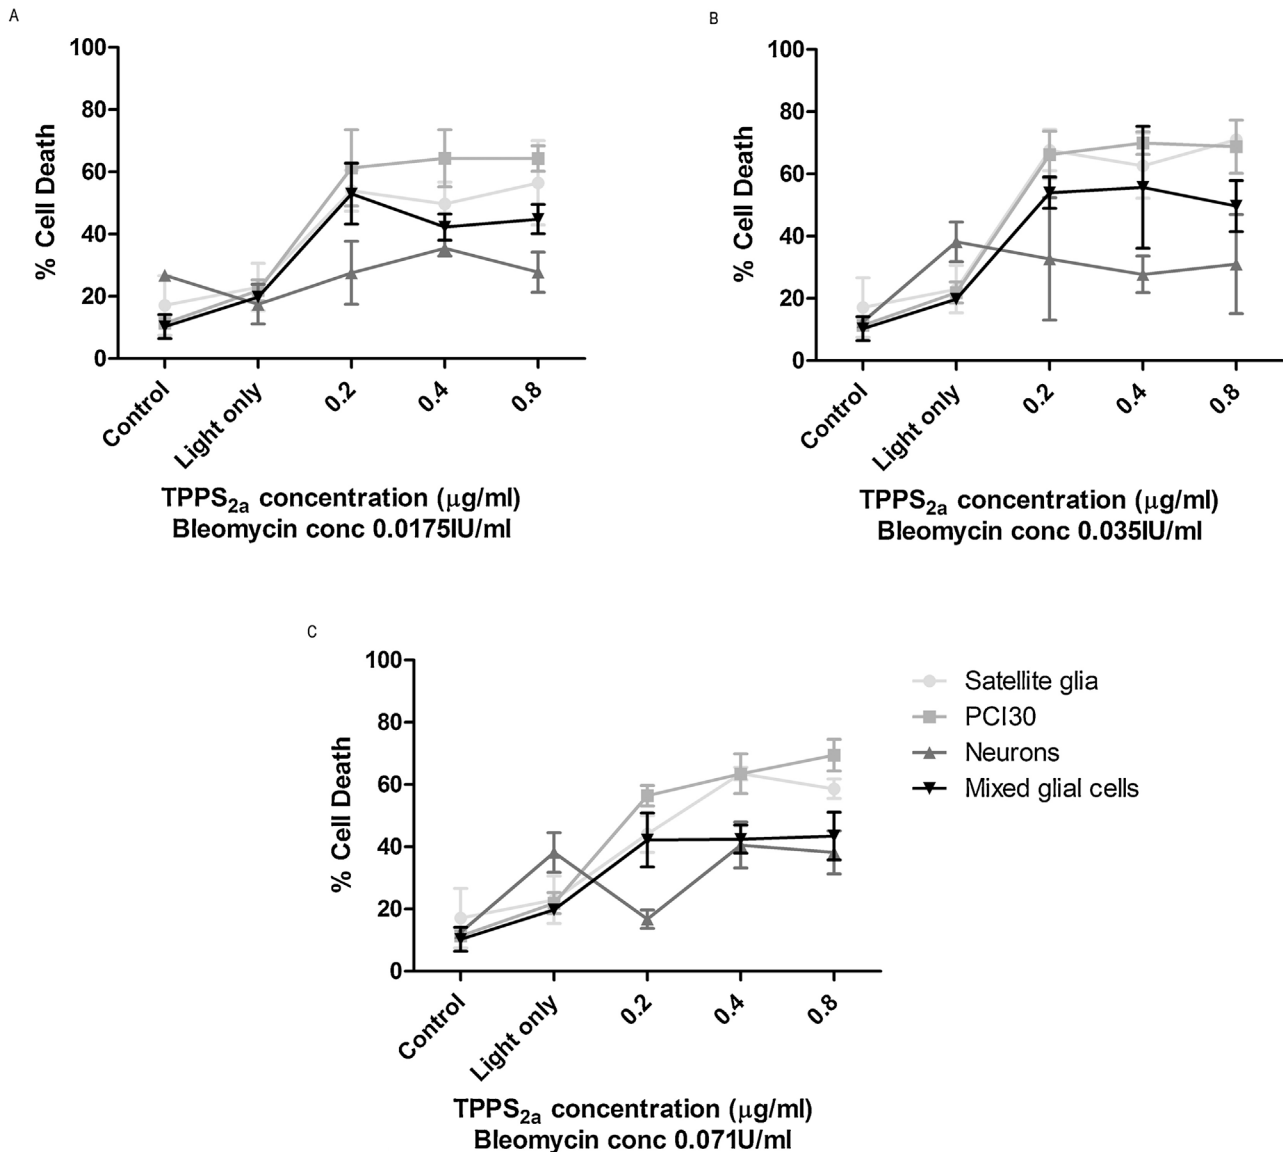 A
100
80
60
40
20
0
% Cell Death
Control
Light only
0.2
0.4
0.8
TPPS2a concentration (μg/ml)
Bleomycin conc 0.0175IU/ml
B
100
80
60
40
20
0
% Cell Death
Control
Light only
0.2
0.4
0.8
TPPS2a concentration (μg/ml)
Bleomycin conc 0.035IU/ml
C
100
80
60
40
20
0
% Cell Death
Control
Light only
0.2
0.4
0.8
TPPS2a concentration (μg/ml)
Bleomycin conc 0.071U/ml
Satellite glia
PCI30
Neurons
Mixed glial cells